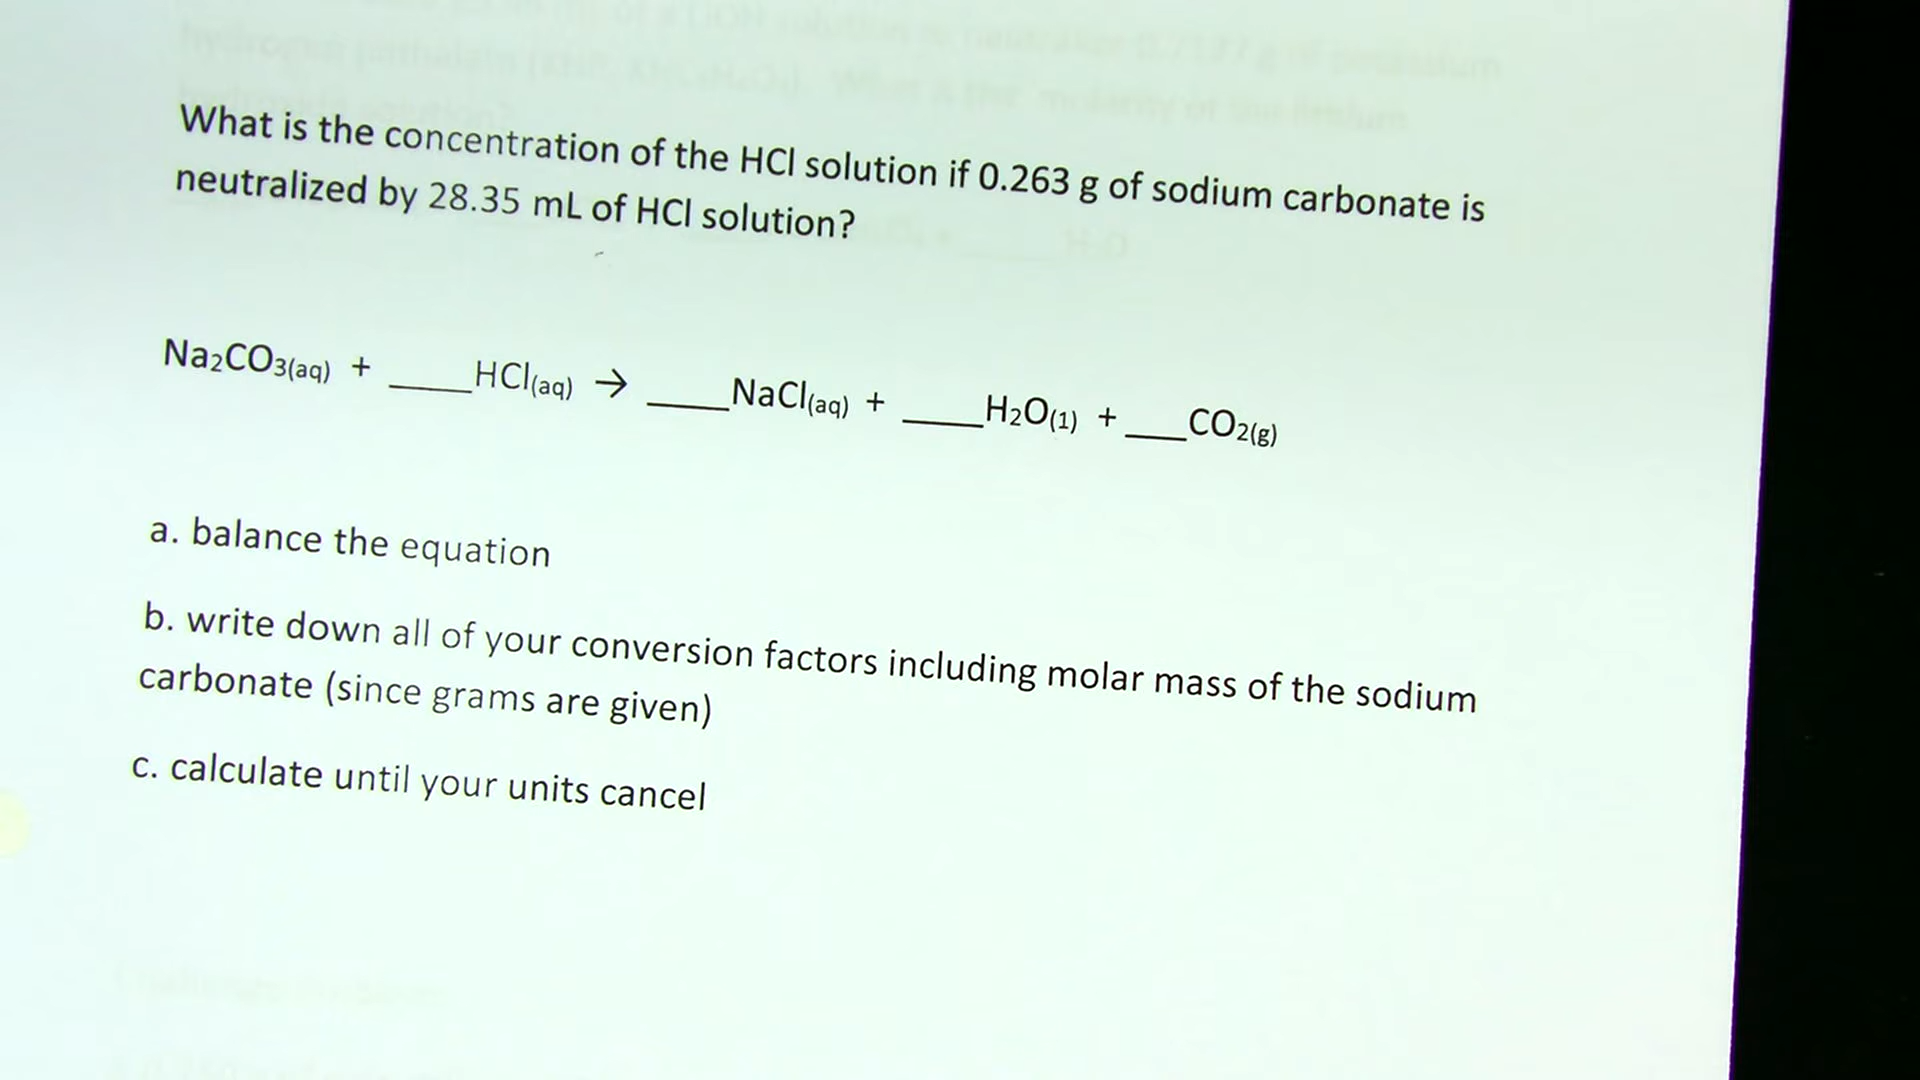 What is the concentration of the HCl solution if 0.263 g of sodium carbonate is
neutralized by 28.35 mL of HCl solution?
Na₂CO₃(aq) + ____HCl(aq) → ____NaCl(aq) + ____H₂O(1) + ___CO₂(g)
a. balance the equation
b. write down all of your conversion factors including molar mass of the sodium
carbonate (since grams are given)
c. calculate until your units cancel